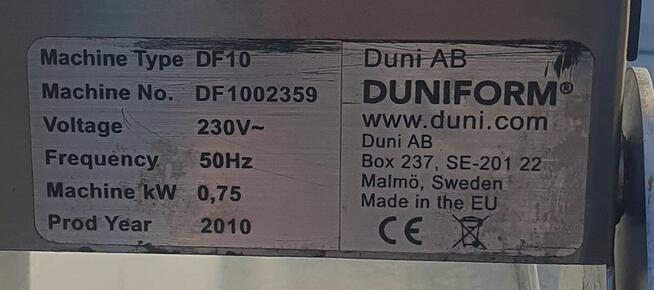 Machine Type DF10
Machine No. DF1002359
Voltage 230V~
Frequency 50Hz
Machine kW 0,75
Prod Year 2010
Duni AB
DUNIFORM®
www.duni.com
Duni AB
Box 237, SE-201 22
Malmö, Sweden
Made in the EU
CE